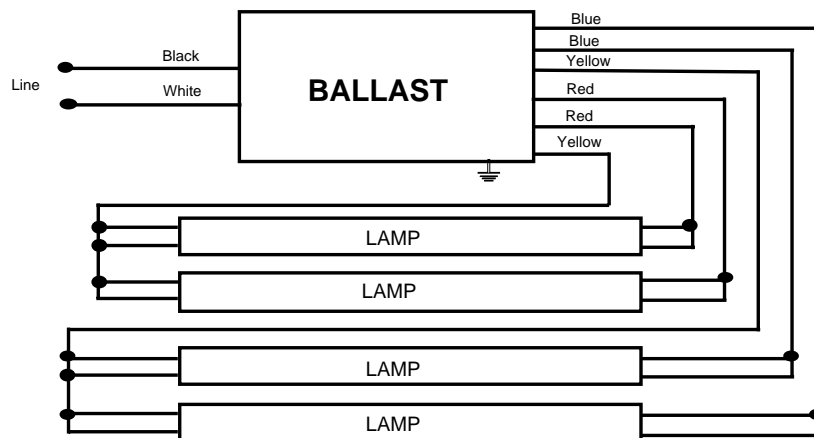 Blue
Blue
Black
Yellow
Line
BALLAST
White
Red
Red
Yellow
LAMP
LAMP
LAMP
LAMP